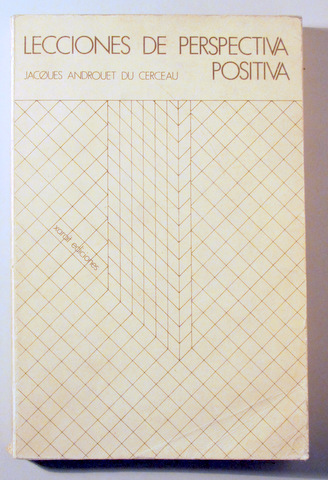 LECCIONES DE PERSPECTIVA
POSITIVA
JACQUES ANDROUET DU CERCEAU
xarait ediciones